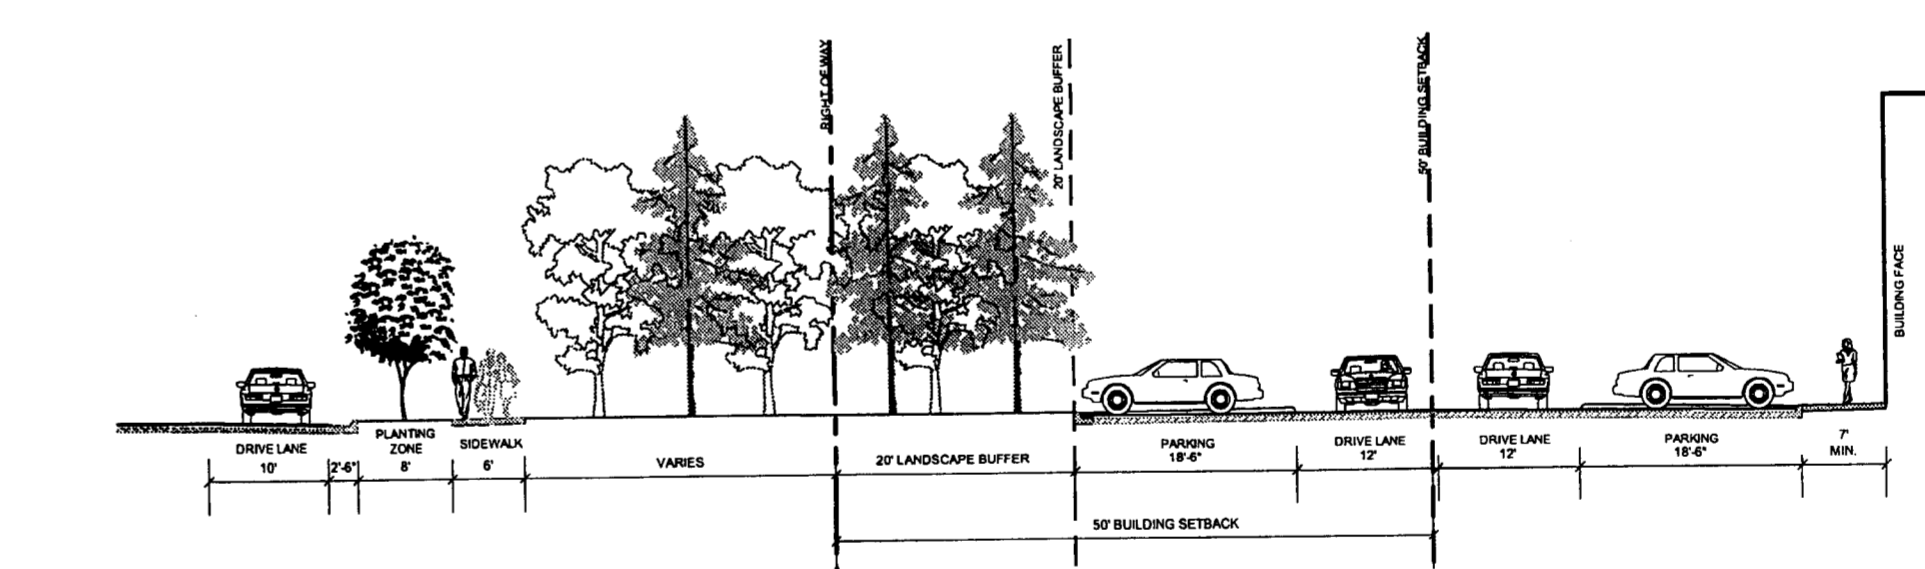 RIGHT OF WAY
20' LANDSCAPE BUFFER
50' BUILDING SETBACK
BUILDING FACE
DRIVE LANE
10'
2'-6"
PLANTING
ZONE
8'
SIDEWALK
6'
VARIES
20' LANDSCAPE BUFFER
PARKING
18'-6"
DRIVE LANE
12'
DRIVE LANE
12'
PARKING
18'-6"
7'
MIN.
50' BUILDING SETBACK